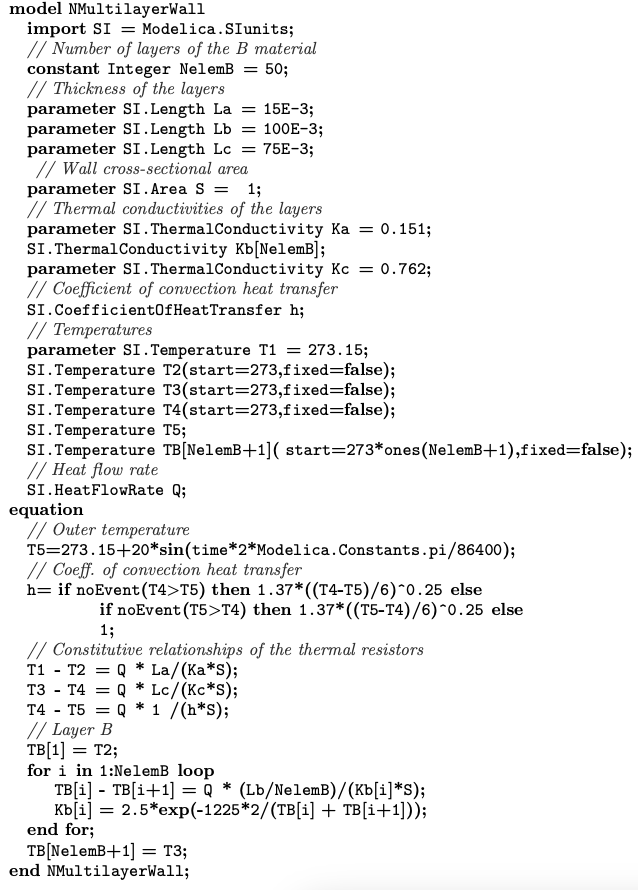 model NMultilayerWall
import SI = Modelica.SIunits;
// Number of layers of the B material
constant Integer NelemB = 50;
// Thickness of the layers
parameter SI.Length La = 15E-3;
parameter SI.Length Lb = 100E-3;
parameter SI.Length Lc = 75E-3;
// Wall cross-sectional area
parameter SI.Area S = 1;
// Thermal conductivities of the layers
parameter SI.ThermalConductivity Ka = 0.151;
SI.ThermalConductivity Kb[NelemB];
parameter SI.ThermalConductivity Kc = 0.762;
// Coefficient of convection heat transfer
SI.CoefficientOfHeatTransfer h;
// Temperatures
parameter SI.Temperature T1 = 273.15;
SI.Temperature T2(start=273,fixed=false);
SI.Temperature T3(start=273,fixed=false);
SI.Temperature T4(start=273,fixed=false);
SI.Temperature T5;
SI.Temperature TB[NelemB+1]( start=273*ones(NelemB+1),fixed=false);
// Heat flow rate
SI.HeatFlowRate Q;
equation
// Outer temperature
T5=273.15+20*sin(time*2*Modelica.Constants.pi/86400);
// Coeff. of convection heat transfer
h= if noEvent(T4>T5) then 1.37*((T4-T5)/6)^0.25 else
if noEvent(T5>T4) then 1.37*((T5-T4)/6)^0.25 else
1;
// Constitutive relationships of the thermal resistors
T1 - T2 = Q * La/(Ka*S);
T3 - T4 = Q * Lc/(Kc*S);
T4 - T5 = Q * 1 /(h*S);
// Layer B
TB[1] = T2;
for i in 1:NelemB loop
TB[i] - TB[i+1] = Q * (Lb/NelemB)/(Kb[i]*S);
Kb[i] = 2.5*exp(-1225*2/(TB[i] + TB[i+1]));
end for;
TB[NelemB+1] = T3;
end NMultilayerWall;